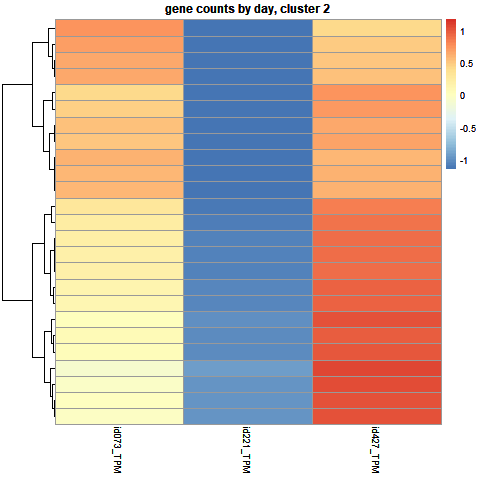 gene counts by day, cluster 2
1
0.5
0
-0.5
-1
id073_TPM
id221_TPM
id427_TPM